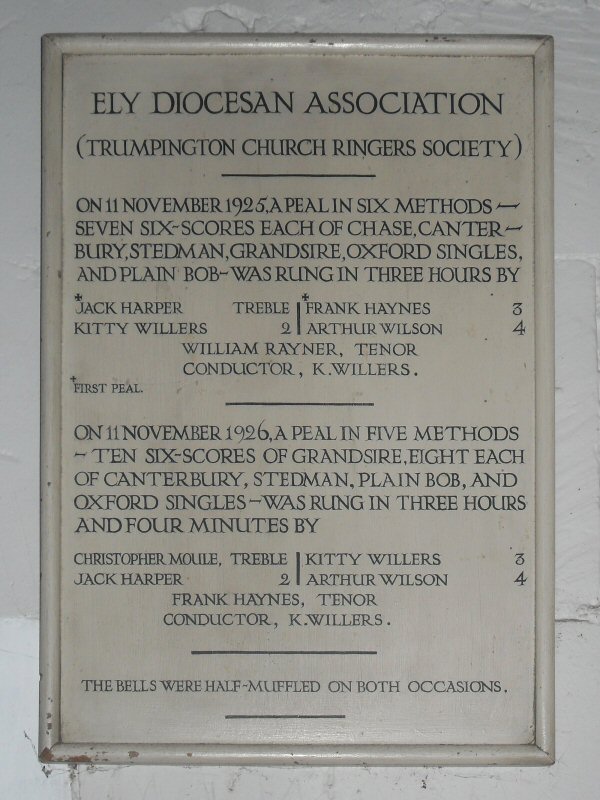 ELY DIOCESAN ASSOCIATION
(TRUMPINGTON CHURCH RINGERS SOCIETY)
ON 11 NOVEMBER 1925, A PEAL IN SIX METHODS —
SEVEN SIX-SCORES EACH OF CHASE, CANTER-
BURY, STEDMAN, GRANDSIRE, OXFORD SINGLES,
AND PLAIN BOB – WAS RUNG IN THREE HOURS BY
+JACK HARPER TREBLE | +FRANK HAYNES 3
KITTY WILLERS 2 | ARTHUR WILSON 4
WILLIAM RAYNER, TENOR
CONDUCTOR, K. WILLERS.
+FIRST PEAL.
ON 11 NOVEMBER 1926, A PEAL IN FIVE METHODS
– TEN SIX-SCORES OF GRANDSIRE, EIGHT EACH
OF CANTERBURY, STEDMAN, PLAIN BOB, AND
OXFORD SINGLES – WAS RUNG IN THREE HOURS
AND FOUR MINUTES BY
CHRISTOPHER MOULE, TREBLE | KITTY WILLERS 3
JACK HARPER 2 | ARTHUR WILSON 4
FRANK HAYNES, TENOR
CONDUCTOR, K. WILLERS.
THE BELLS WERE HALF-MUFFLED ON BOTH OCCASIONS.